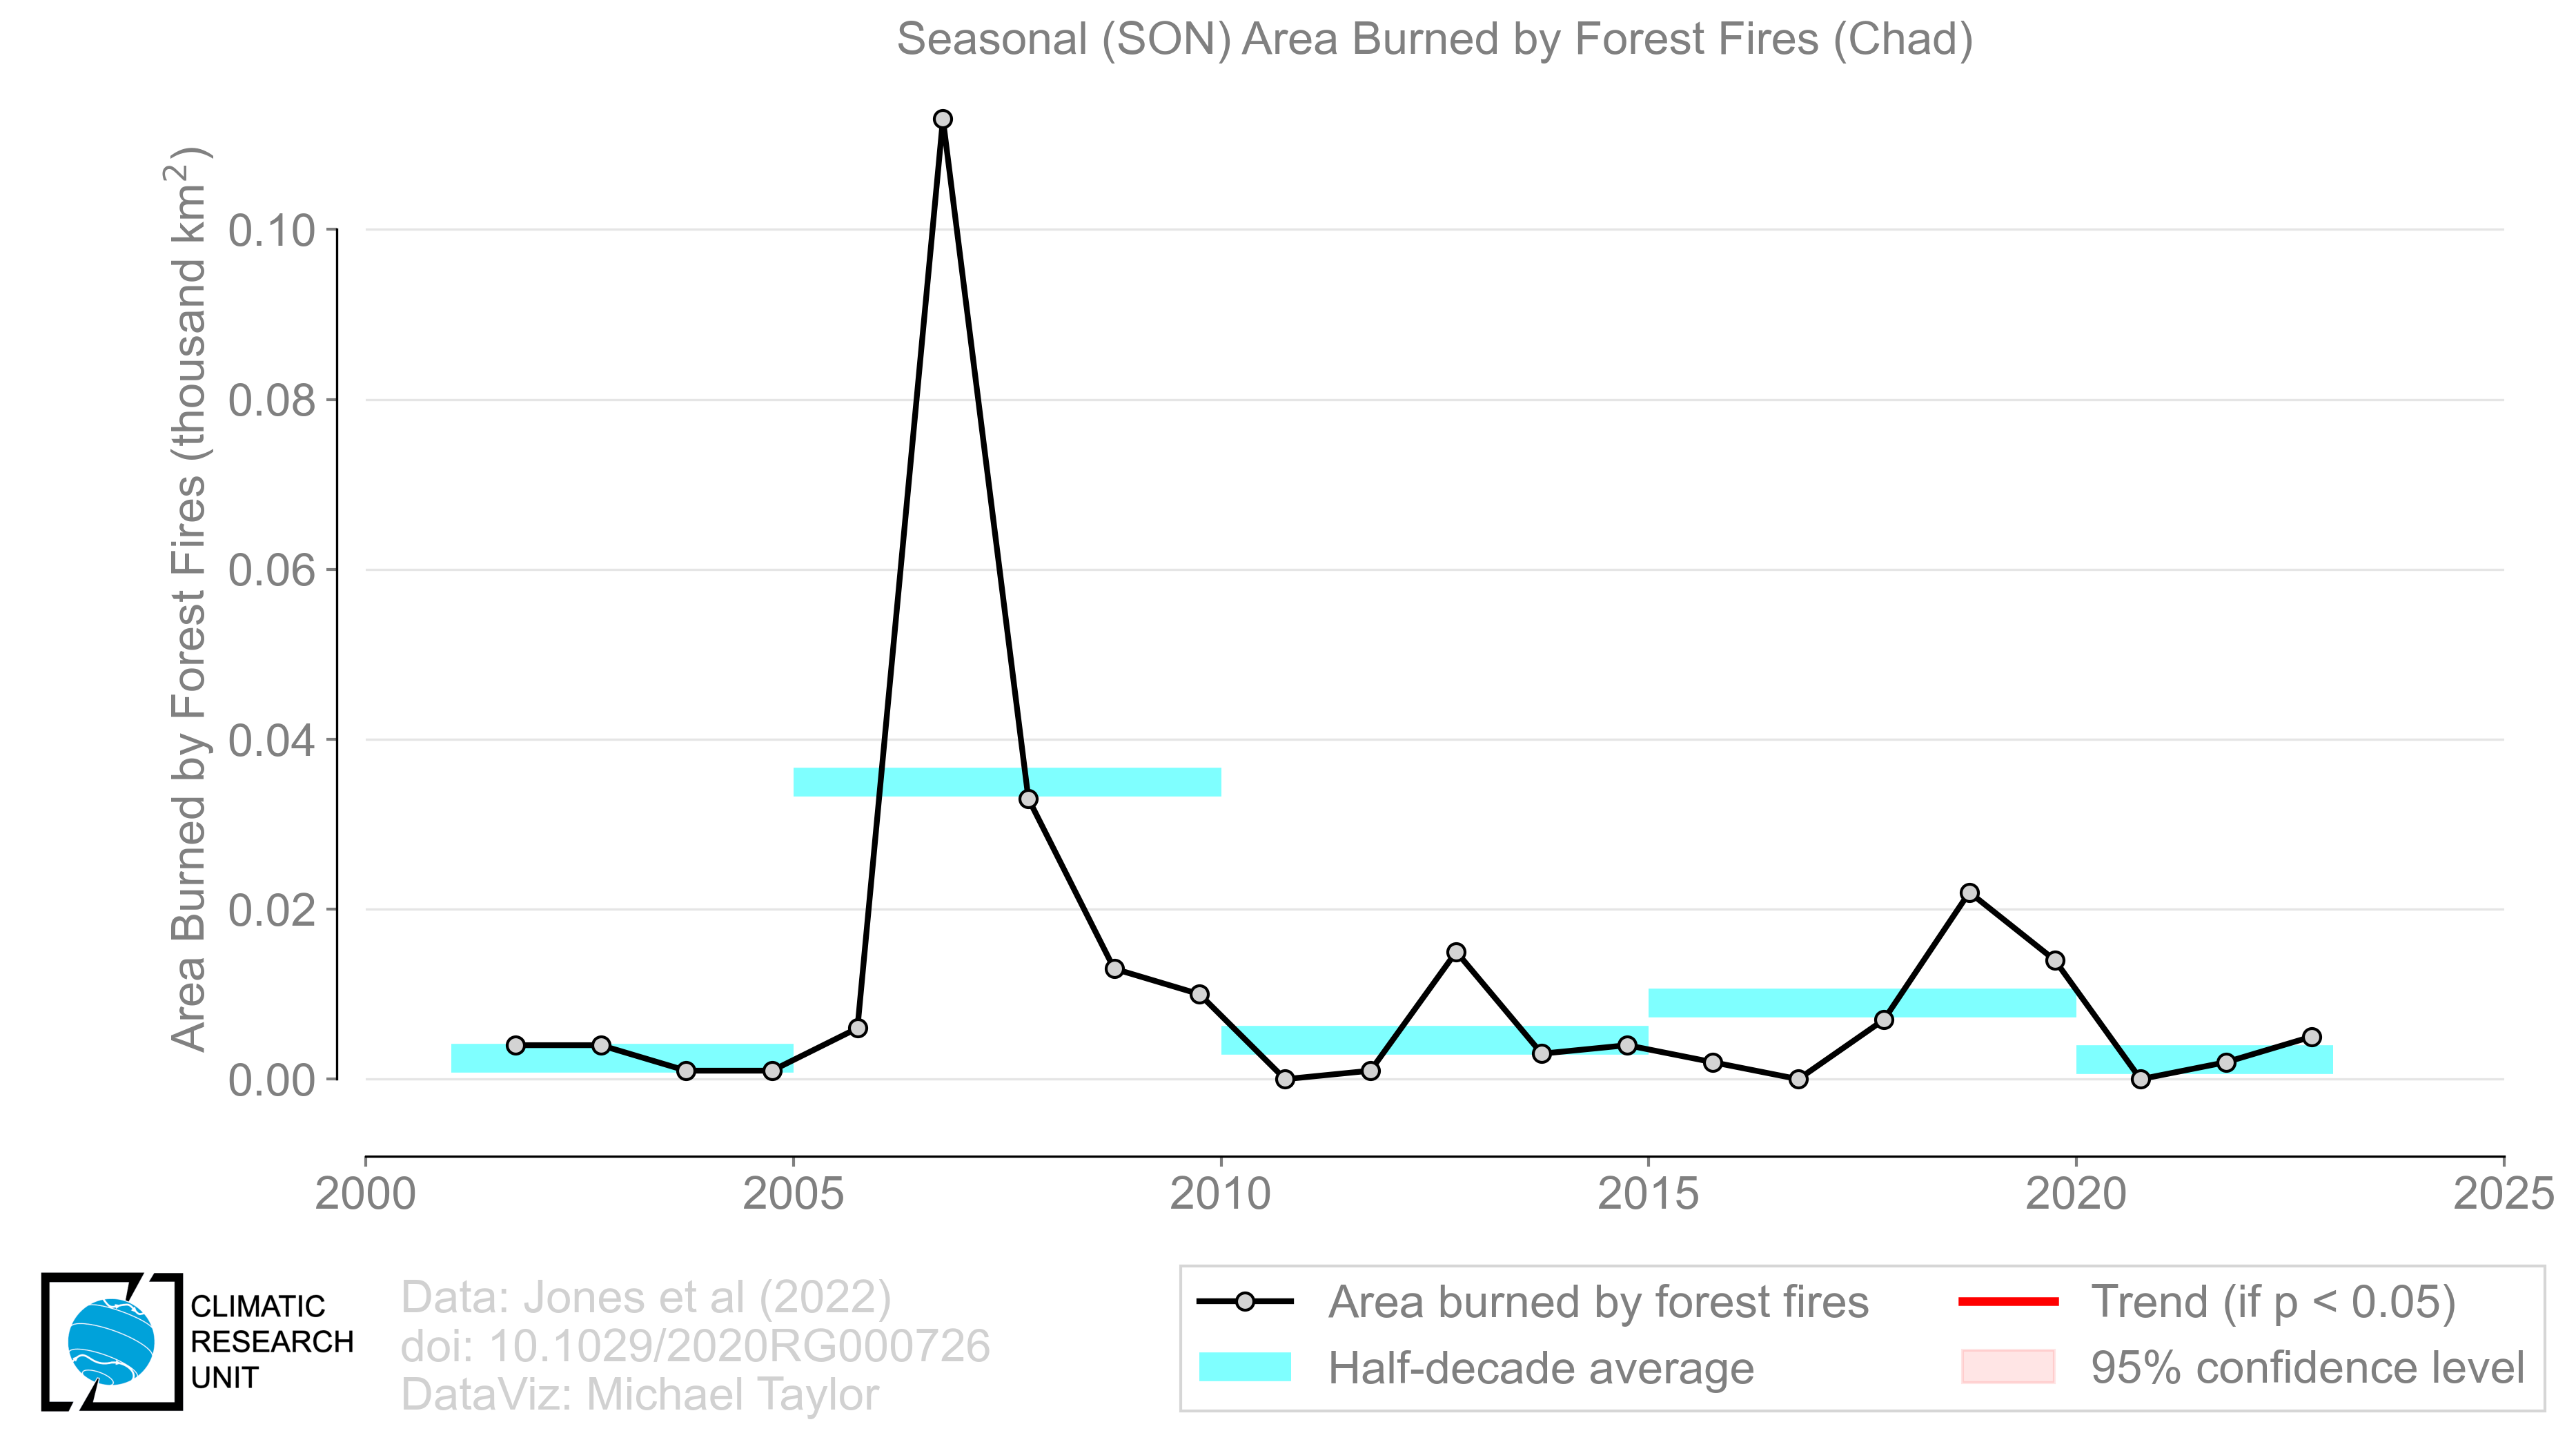 Seasonal (SON) Area Burned by Forest Fires (Chad)
Area Burned by Forest Fires (thousand km²)
0.10
0.08
0.06
0.04
0.02
0.00
2000
2005
2010
2015
2020
2025
CLIMATIC
RESEARCH
UNIT
Data: Jones et al (2022)
doi: 10.1029/2020RG000726
DataViz: Michael Taylor
Area burned by forest fires
Half-decade average
Trend (if p < 0.05)
95% confidence level